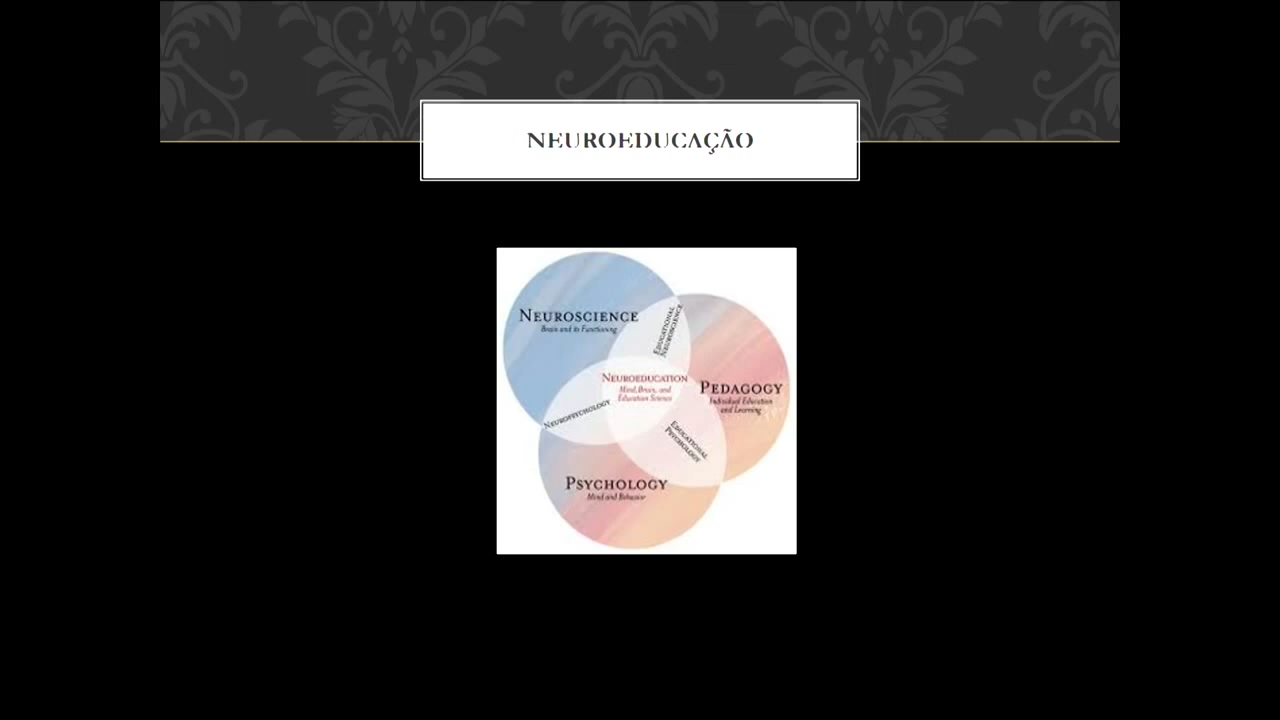 NEUROEDUCAÇÃO
NEUROSCIENCE
Brain and its Functioning
EDUCATIONAL
NEUROSCIENCE
NEUROEDUCATION
Mind, Brain, and
Education Science
PEDAGOGY
Individual Education
and Learning
NEUROPSYCHOLOGY
EDUCATIONAL
PSYCHOLOGY
PSYCHOLOGY
Mind and Behavior